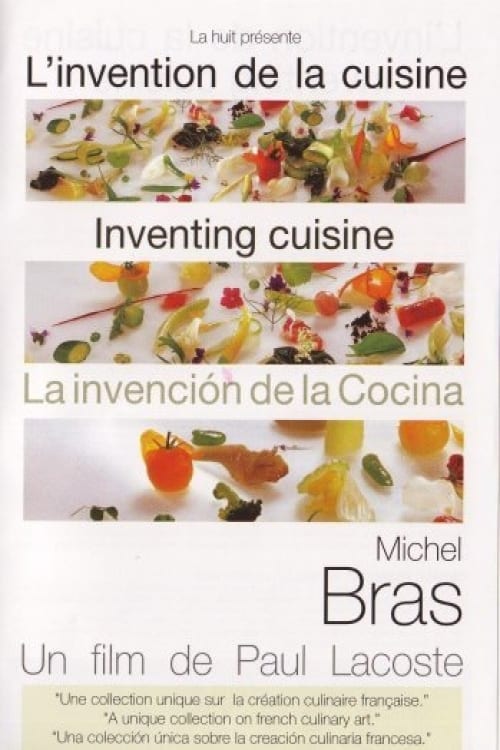 La huit présente
L'invention de la cuisine
Inventing cuisine
La invención de la Cocina
Michel
Bras
Un film de Paul Lacoste
"Une collection unique sur la création culinaire française."
"A unique collection on french culinary art."
"Una colección única sobre la creación culinaria francesa."